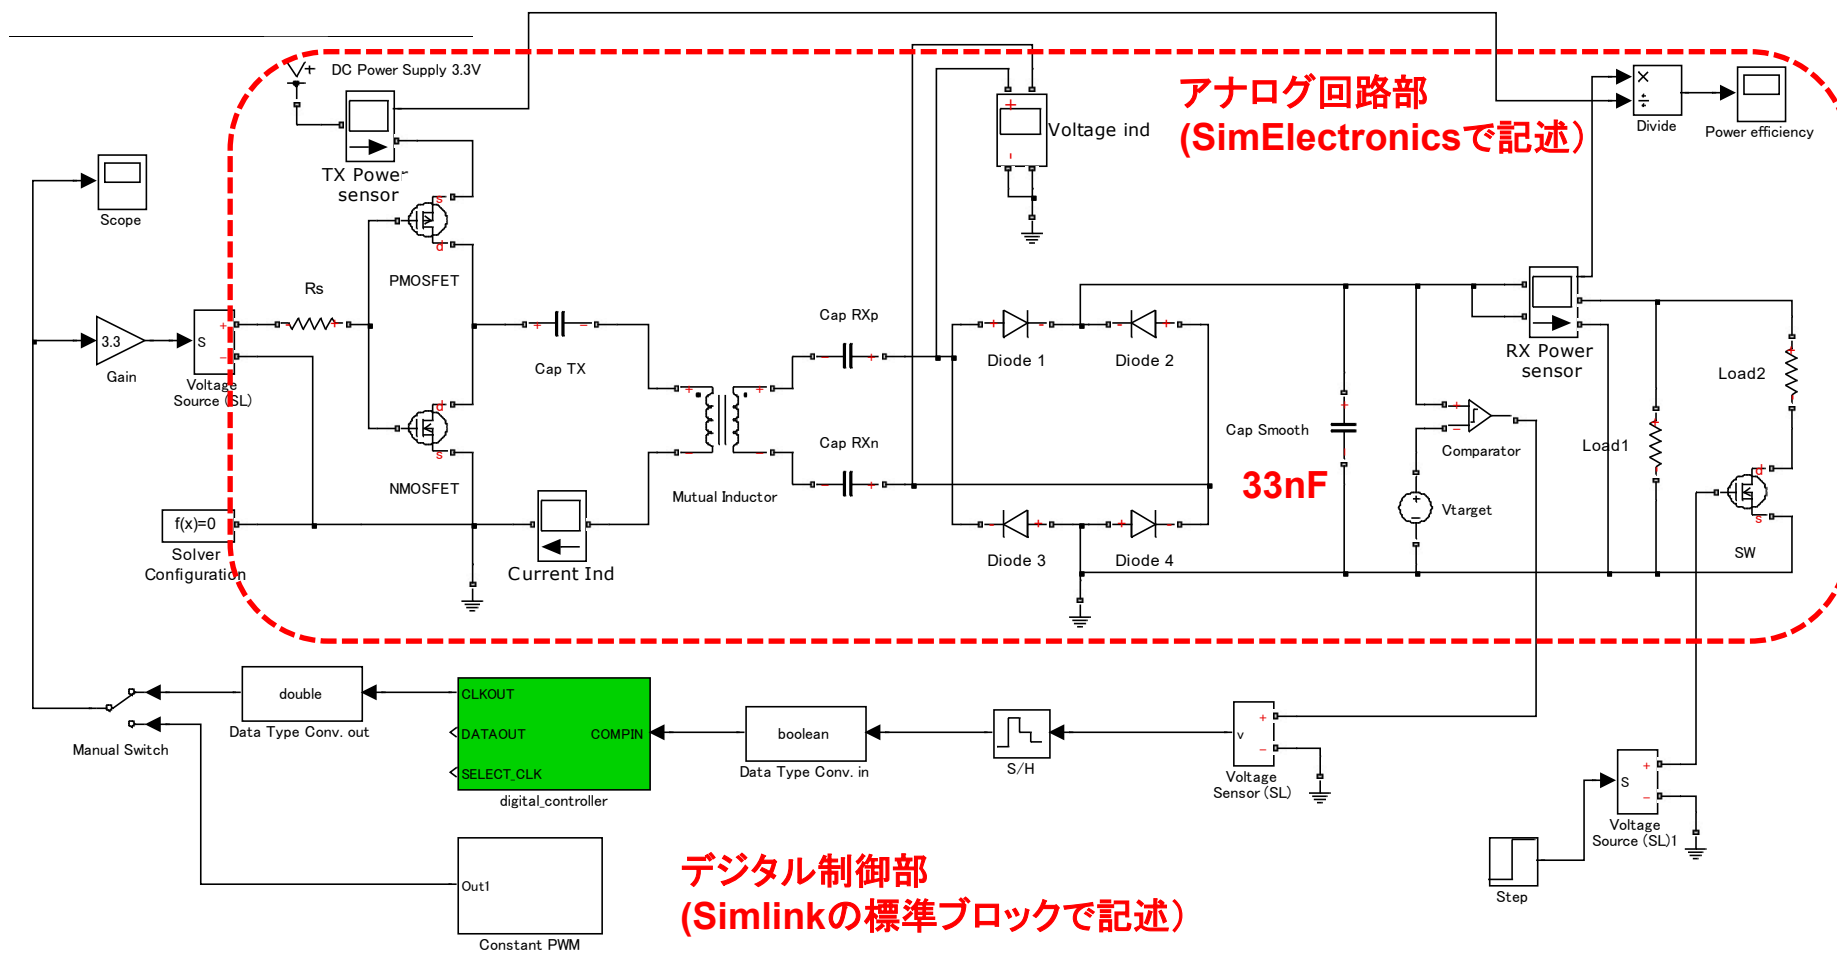 DC Power Supply 3.3V
アナログ回路部
(SimElectronicsで記述)
Voltage ind
×
÷
Divide
Power efficiency
TX Power
sensor
Scope
s
d
PMOSFET
Rs
3.3
Gain
S
Voltage
Source (SL)
Cap TX
Cap RXp
Diode 1
Diode 2
RX Power
sensor
Load2
d
s
NMOSFET
Mutual Inductor
Cap RXn
Cap Smooth
33nF
Comparator
Load1
Vtarget
d
s
SW
f(x)=0
Solver
Configuration
Current Ind
Diode 3
Diode 4
Manual Switch
double
Data Type Conv. out
CLKOUT
DATAOUT
SELECT_CLK
COMPIN
digital_controller
boolean
Data Type Conv. in
S/H
v
Voltage
Sensor (SL)
S
Voltage
Source (SL)1
Step
Out1
Constant PWM
デジタル制御部
(Simlinkの標準ブロックで記述)